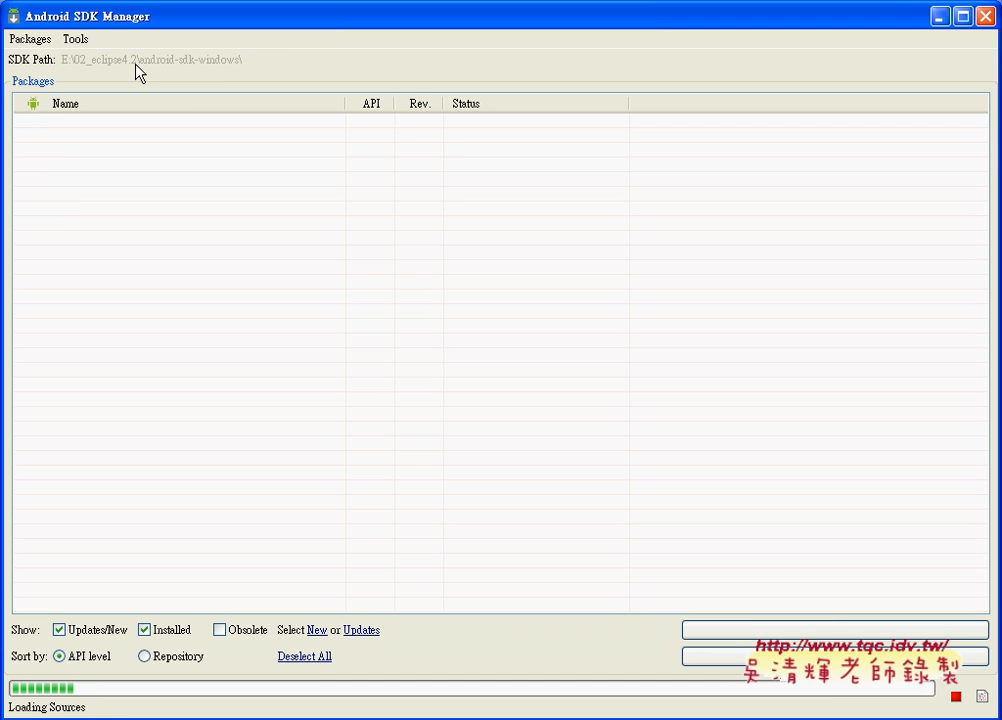 Android SDK Manager
Packages Tools
SDK Path: E:\02_eclipse4.2\android-sdk-windows\
Packages
Name API Rev. Status
Show: Updates/New Installed Obsolete Select New or Updates
Sort by: API level Repository Deselect All
http://www.tqc.idv.tw/
吳清輝老師錄製
Loading Sources